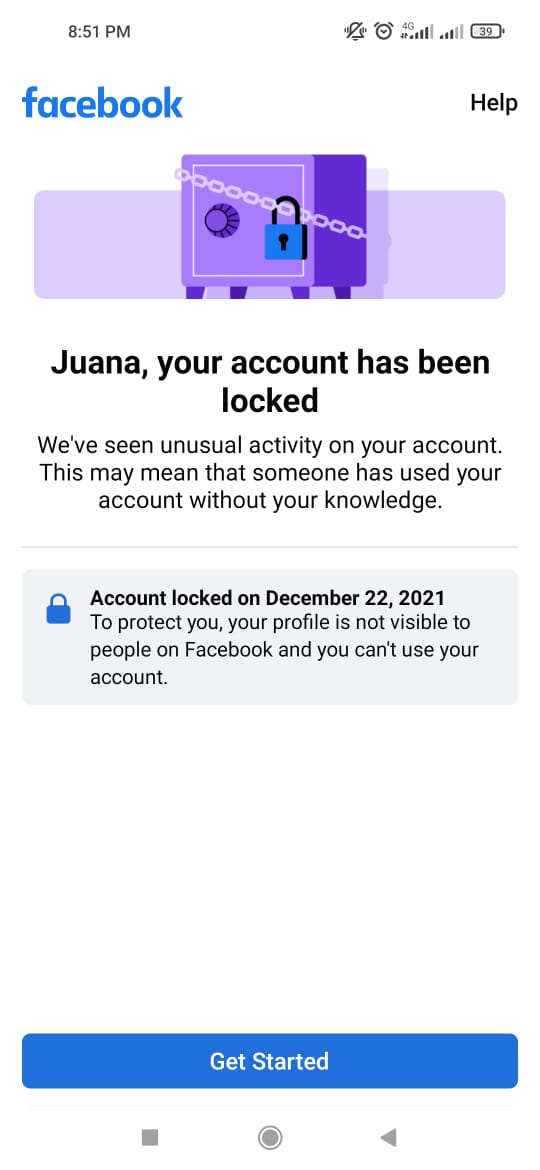 8:51 PM 4G 39
facebook Help
Juana, your account has been
locked
We've seen unusual activity on your account.
This may mean that someone has used your
account without your knowledge.
Account locked on December 22, 2021
To protect you, your profile is not visible to
people on Facebook and you can't use your
account.
Get Started